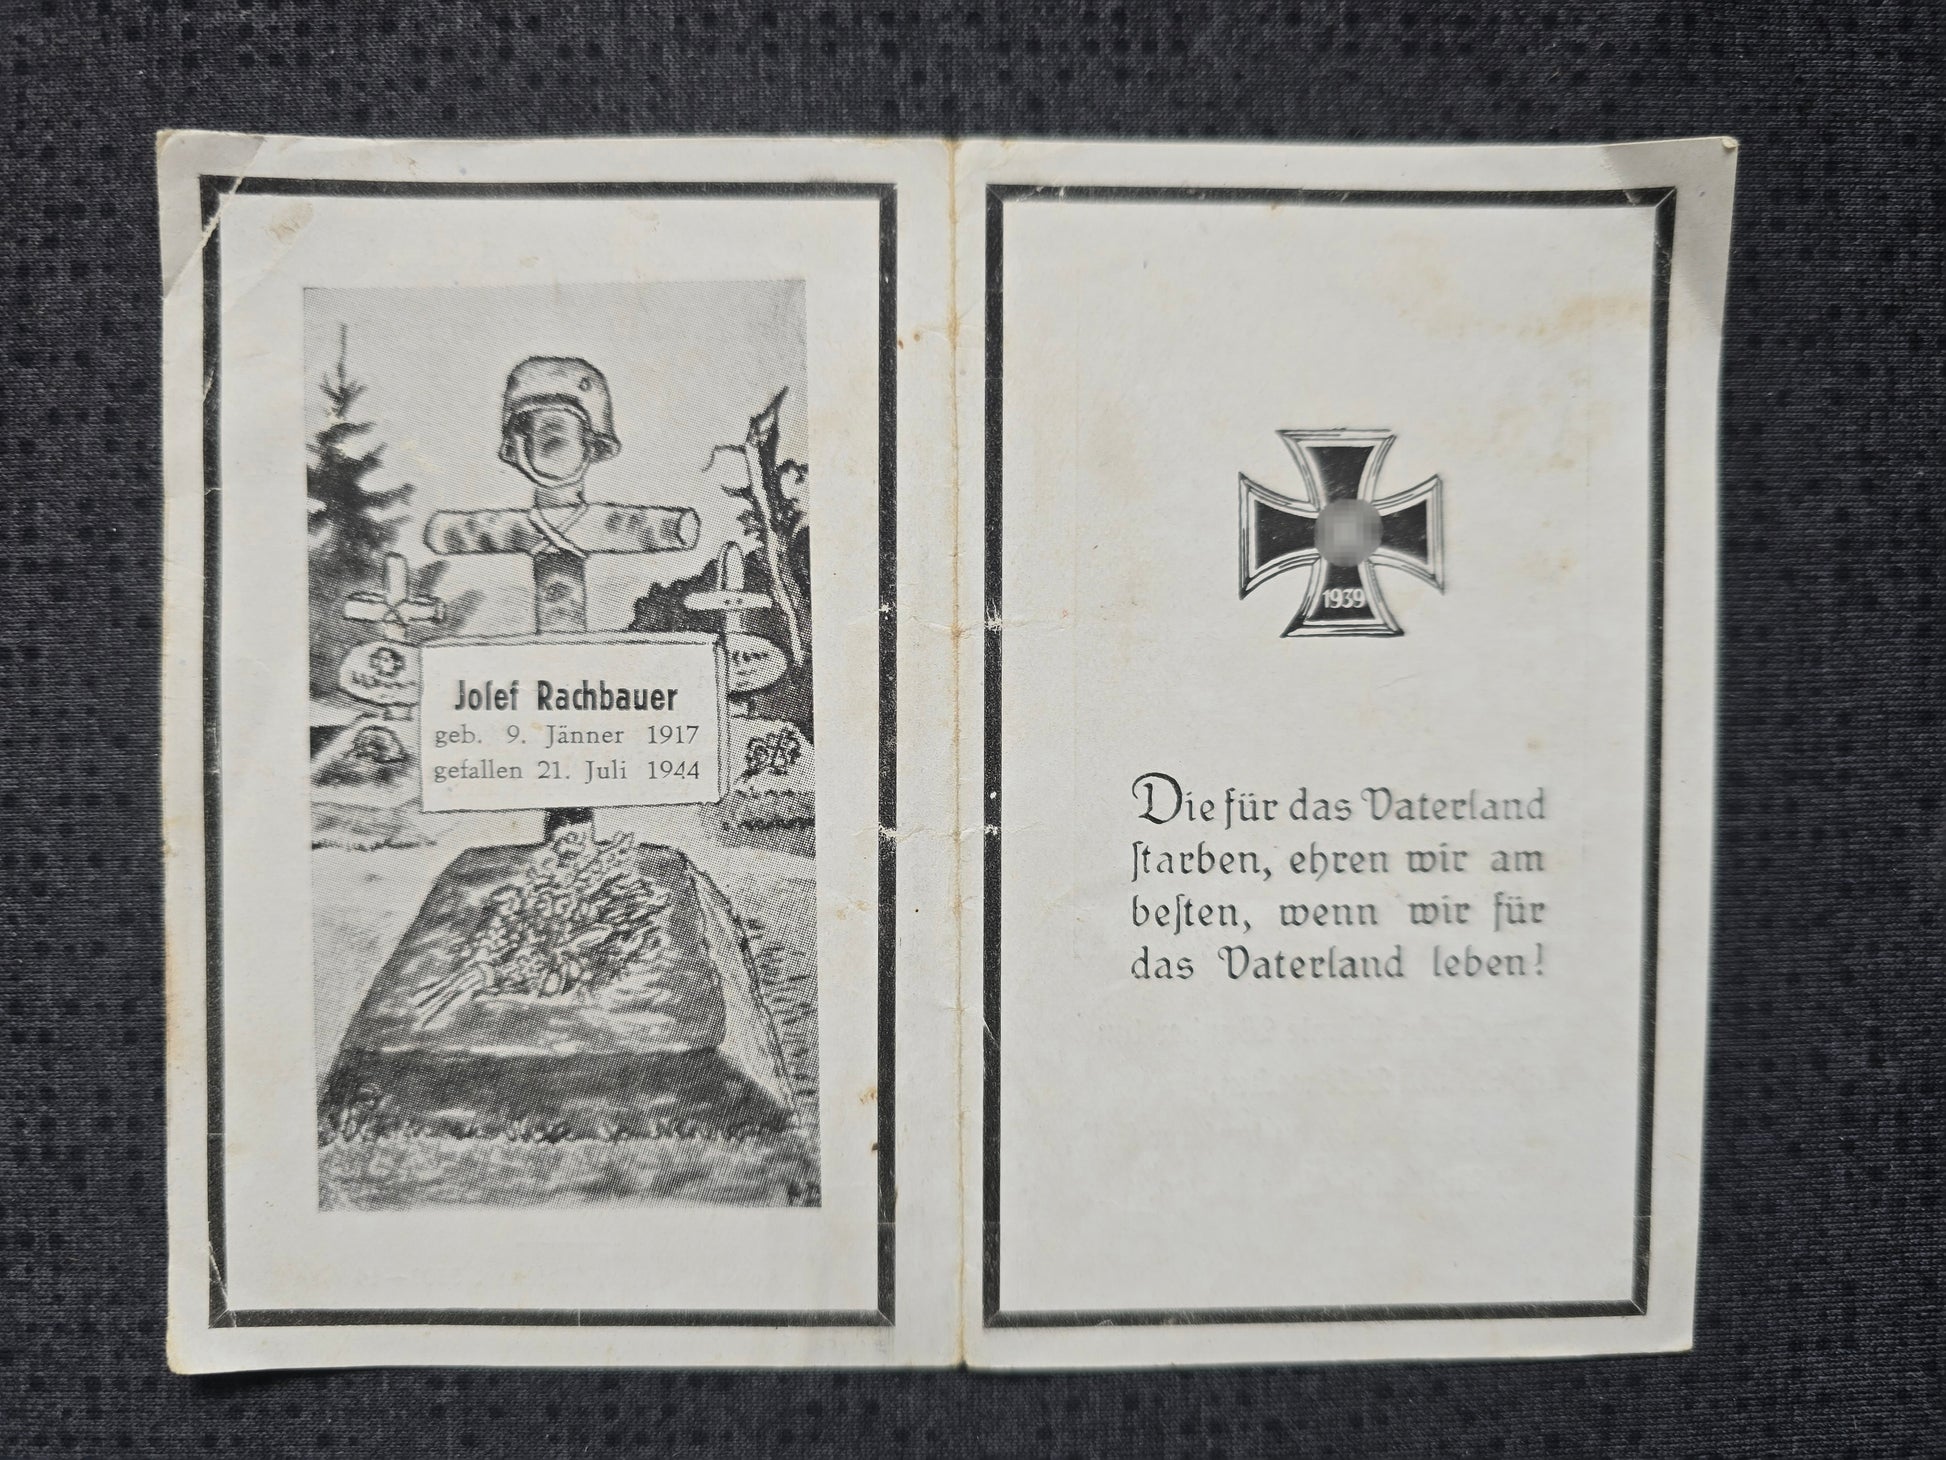 Joſef Rachbauer
geb. 9. Jänner 1917
gefallen 21. Juli 1944
1939
Die für das Vaterland
ſtarben, ehren wir am
beſten, wenn wir für
das Vaterland leben!